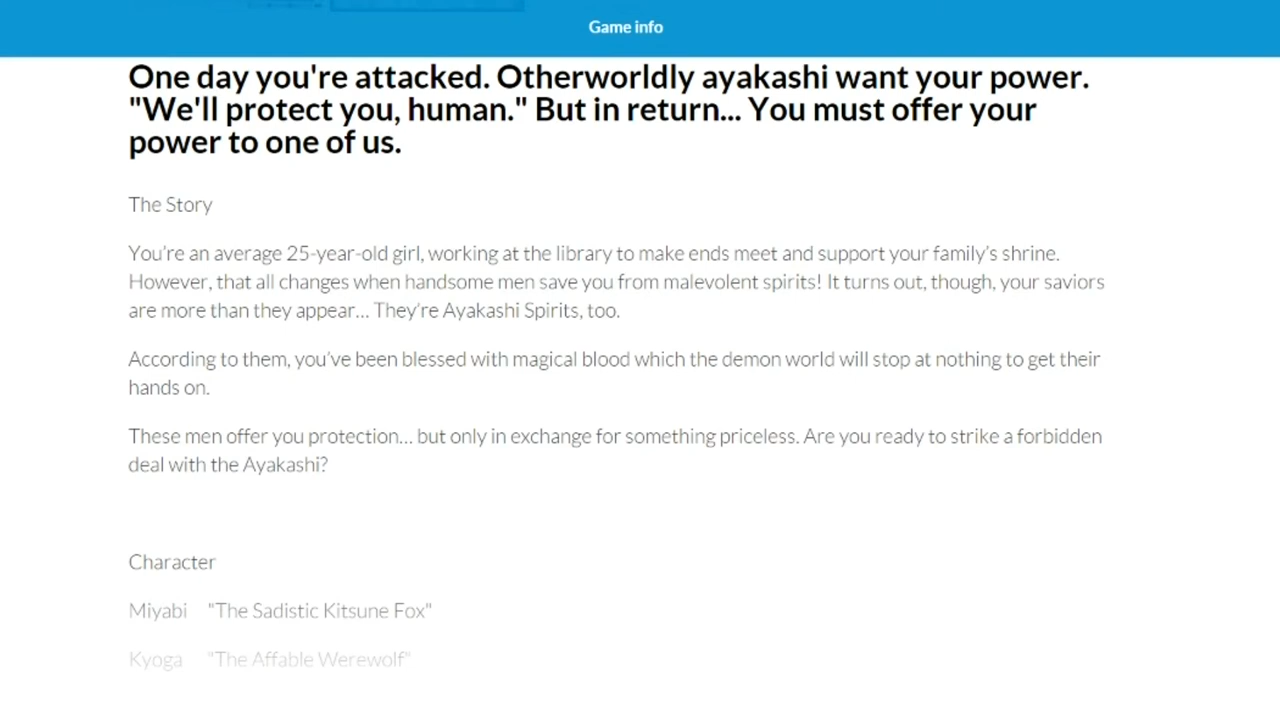 Game info
One day you're attacked. Otherworldly ayakashi want your power.
"We'll protect you, human." But in return... You must offer your
power to one of us.
The Story
You're an average 25-year-old girl, working at the library to make ends meet and support your family's shrine.
However, that all changes when handsome men save you from malevolent spirits! It turns out, though, your saviors
are more than they appear... They're Ayakashi Spirits, too.
According to them, you've been blessed with magical blood which the demon world will stop at nothing to get their
hands on.
These men offer you protection... but only in exchange for something priceless. Are you ready to strike a forbidden
deal with the Ayakashi?
Character
Miyabi "The Sadistic Kitsune Fox"
Kyoga "The Affable Werewolf"